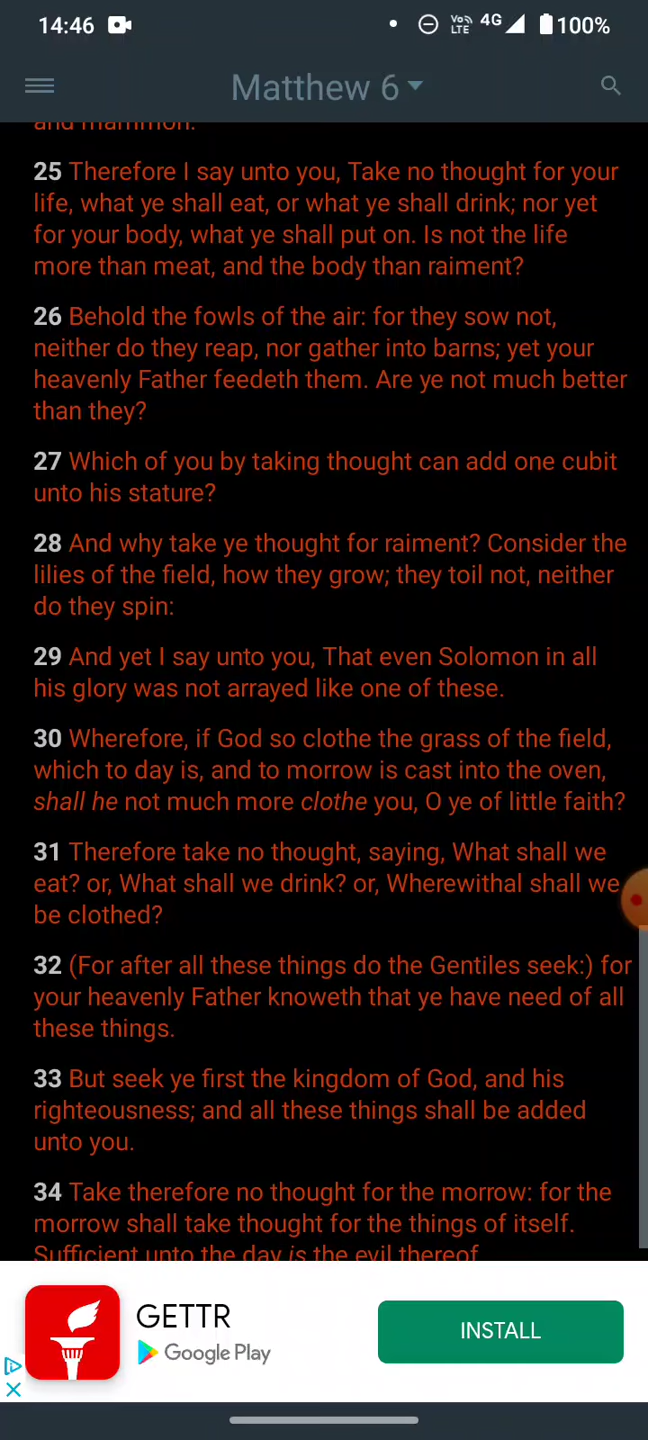 14:46
Vo)) LTE 4G 100%
Matthew 6
and mammon.
25 Therefore I say unto you, Take no thought for your
life, what ye shall eat, or what ye shall drink; nor yet
for your body, what ye shall put on. Is not the life
more than meat, and the body than raiment?
26 Behold the fowls of the air: for they sow not,
neither do they reap, nor gather into barns; yet your
heavenly Father feedeth them. Are ye not much better
than they?
27 Which of you by taking thought can add one cubit
unto his stature?
28 And why take ye thought for raiment? Consider the
lilies of the field, how they grow; they toil not, neither
do they spin:
29 And yet I say unto you, That even Solomon in all
his glory was not arrayed like one of these.
30 Wherefore, if God so clothe the grass of the field,
which to day is, and to morrow is cast into the oven,
shall he not much more clothe you, O ye of little faith?
31 Therefore take no thought, saying, What shall we
eat? or, What shall we drink? or, Wherewithal shall we
be clothed?
32 (For after all these things do the Gentiles seek:) for
your heavenly Father knoweth that ye have need of all
these things.
33 But seek ye first the kingdom of God, and his
righteousness; and all these things shall be added
unto you.
34 Take therefore no thought for the morrow: for the
morrow shall take thought for the things of itself.
Sufficient unto the day is the evil thereof
GETTR
Google Play
INSTALL